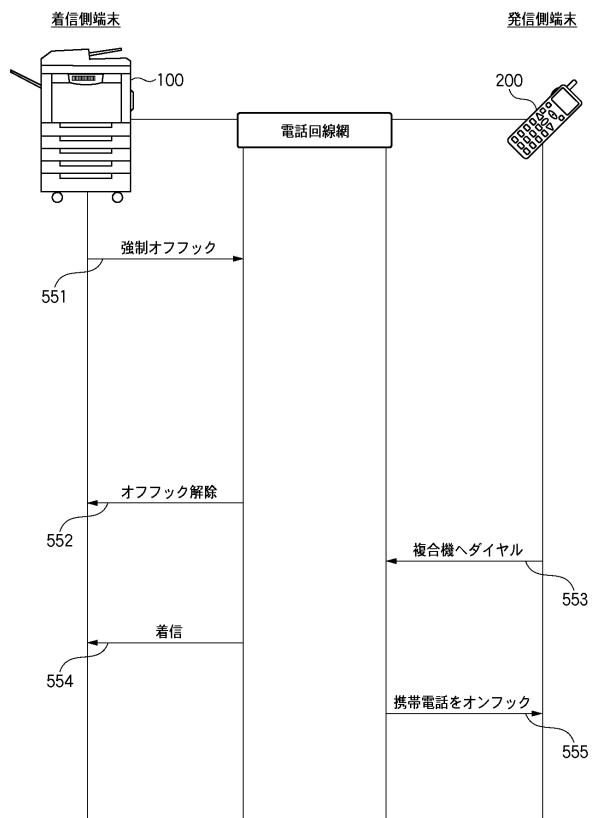 着信側端末
発信側端末
100
200
電話回線網
強制オフフック
551
オフフック解除
552
複合機へダイヤル
553
着信
554
携帯電話をオンフック
555